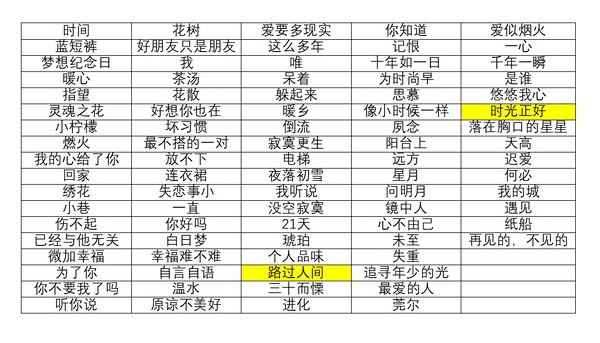 时间 花树 爱要多现实 你知道 爱似烟火
蓝短裤 好朋友只是朋友 这么多年 记恨 一心
梦想纪念日 我 唯 十年如一日 千年一瞬
暖心 茶汤 呆着 为时尚早 是谁
指望 花散 躲起来 思慕 悠悠我心
灵魂之花 好想你也在 暖乡 像小时候一样 时光正好
小柠檬 坏习惯 倒流 夙念 落在胸口的星星
燃火 最不搭的一对 寂寞更生 阳台上 天高
我的心给了你 放不下 电梯 远方 迟爱
回家 连衣裙 夜落初雪 星月 何必
绣花 失恋事小 我听说 问明月 我的城
小巷 一直 没空寂寞 镜中人 遇见
伤不起 你好吗 21天 心不由己 纸船
已经与他无关 白日梦 琥珀 未至 再见的，不见的
微加幸福 幸福难不难 个人品味 失重
为了你 自言自语 路过人间 追寻年少的光
你不要我了吗 温水 三十而慄 最爱的人
听你说 原谅不美好 进化 莞尔